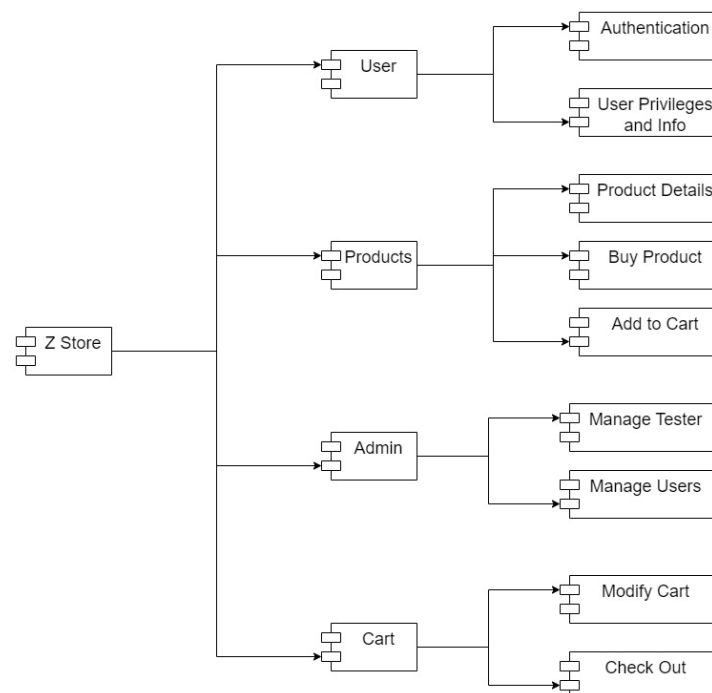 Authentication
User
User Privileges
and Info
Product Details
Products
Buy Product
Add to Cart
Z Store
Manage Tester
Admin
Manage Users
Modify Cart
Cart
Check Out